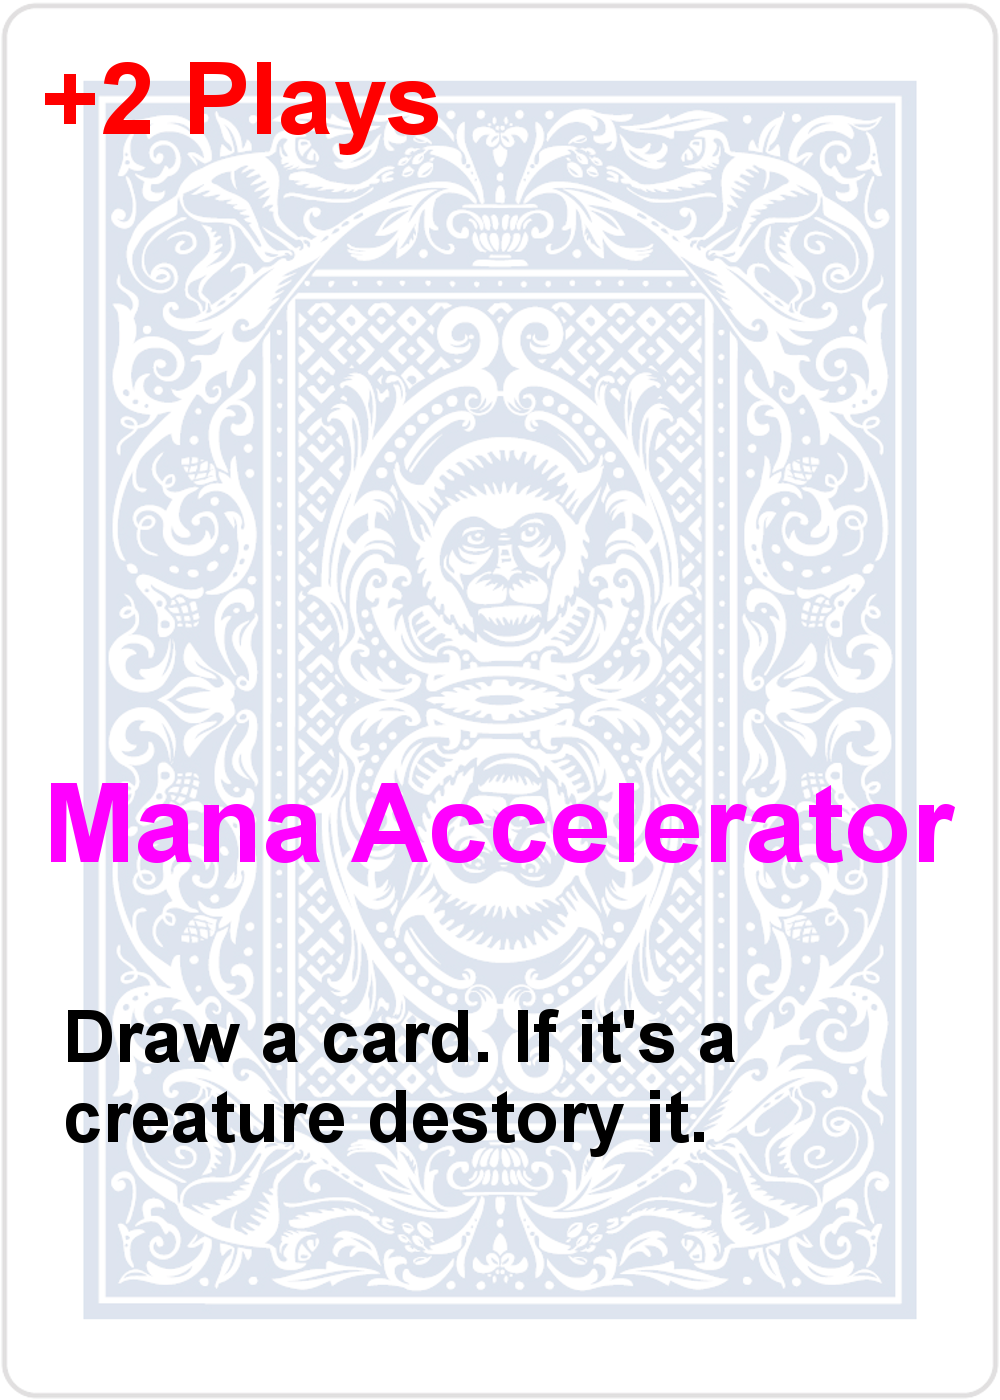 +2 Plays
Mana Accelerator
Draw a card. If it's a
creature destory it.